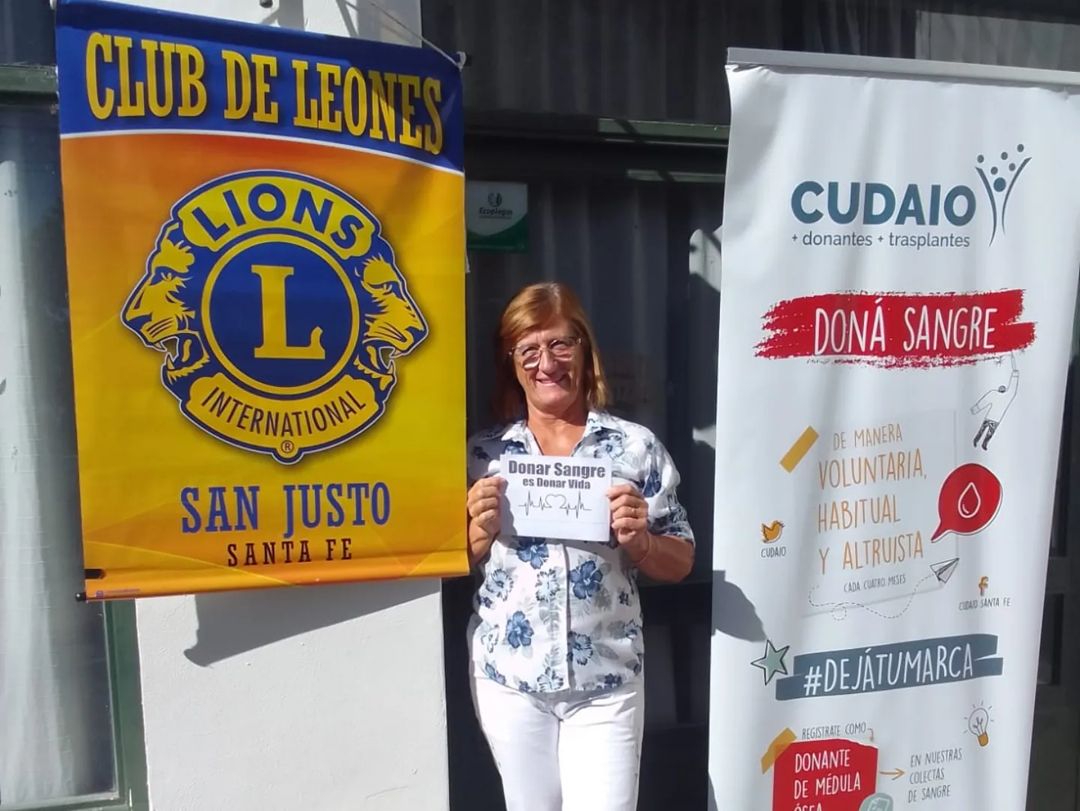 CLUB DE LEONES
LIONS
L
INTERNATIONAL
®
SAN JUSTO
SANTA FE
Ecoplagas
Donar Sangre
es Donar Vida
CUDAIO
+ donantes + trasplantes
DONÁ SANGRE
DE MANERA
VOLUNTARIA,
HABITUAL
Y ALTRUISTA
CADA CUATRO MESES
CUDAIO
CUDAIO SANTA FE
#DEJÁTUMARCA
REGISTRATE COMO
DONANTE
DE MÉDULA
ÓSEA
EN NUESTRAS
COLECTAS
DE SANGRE